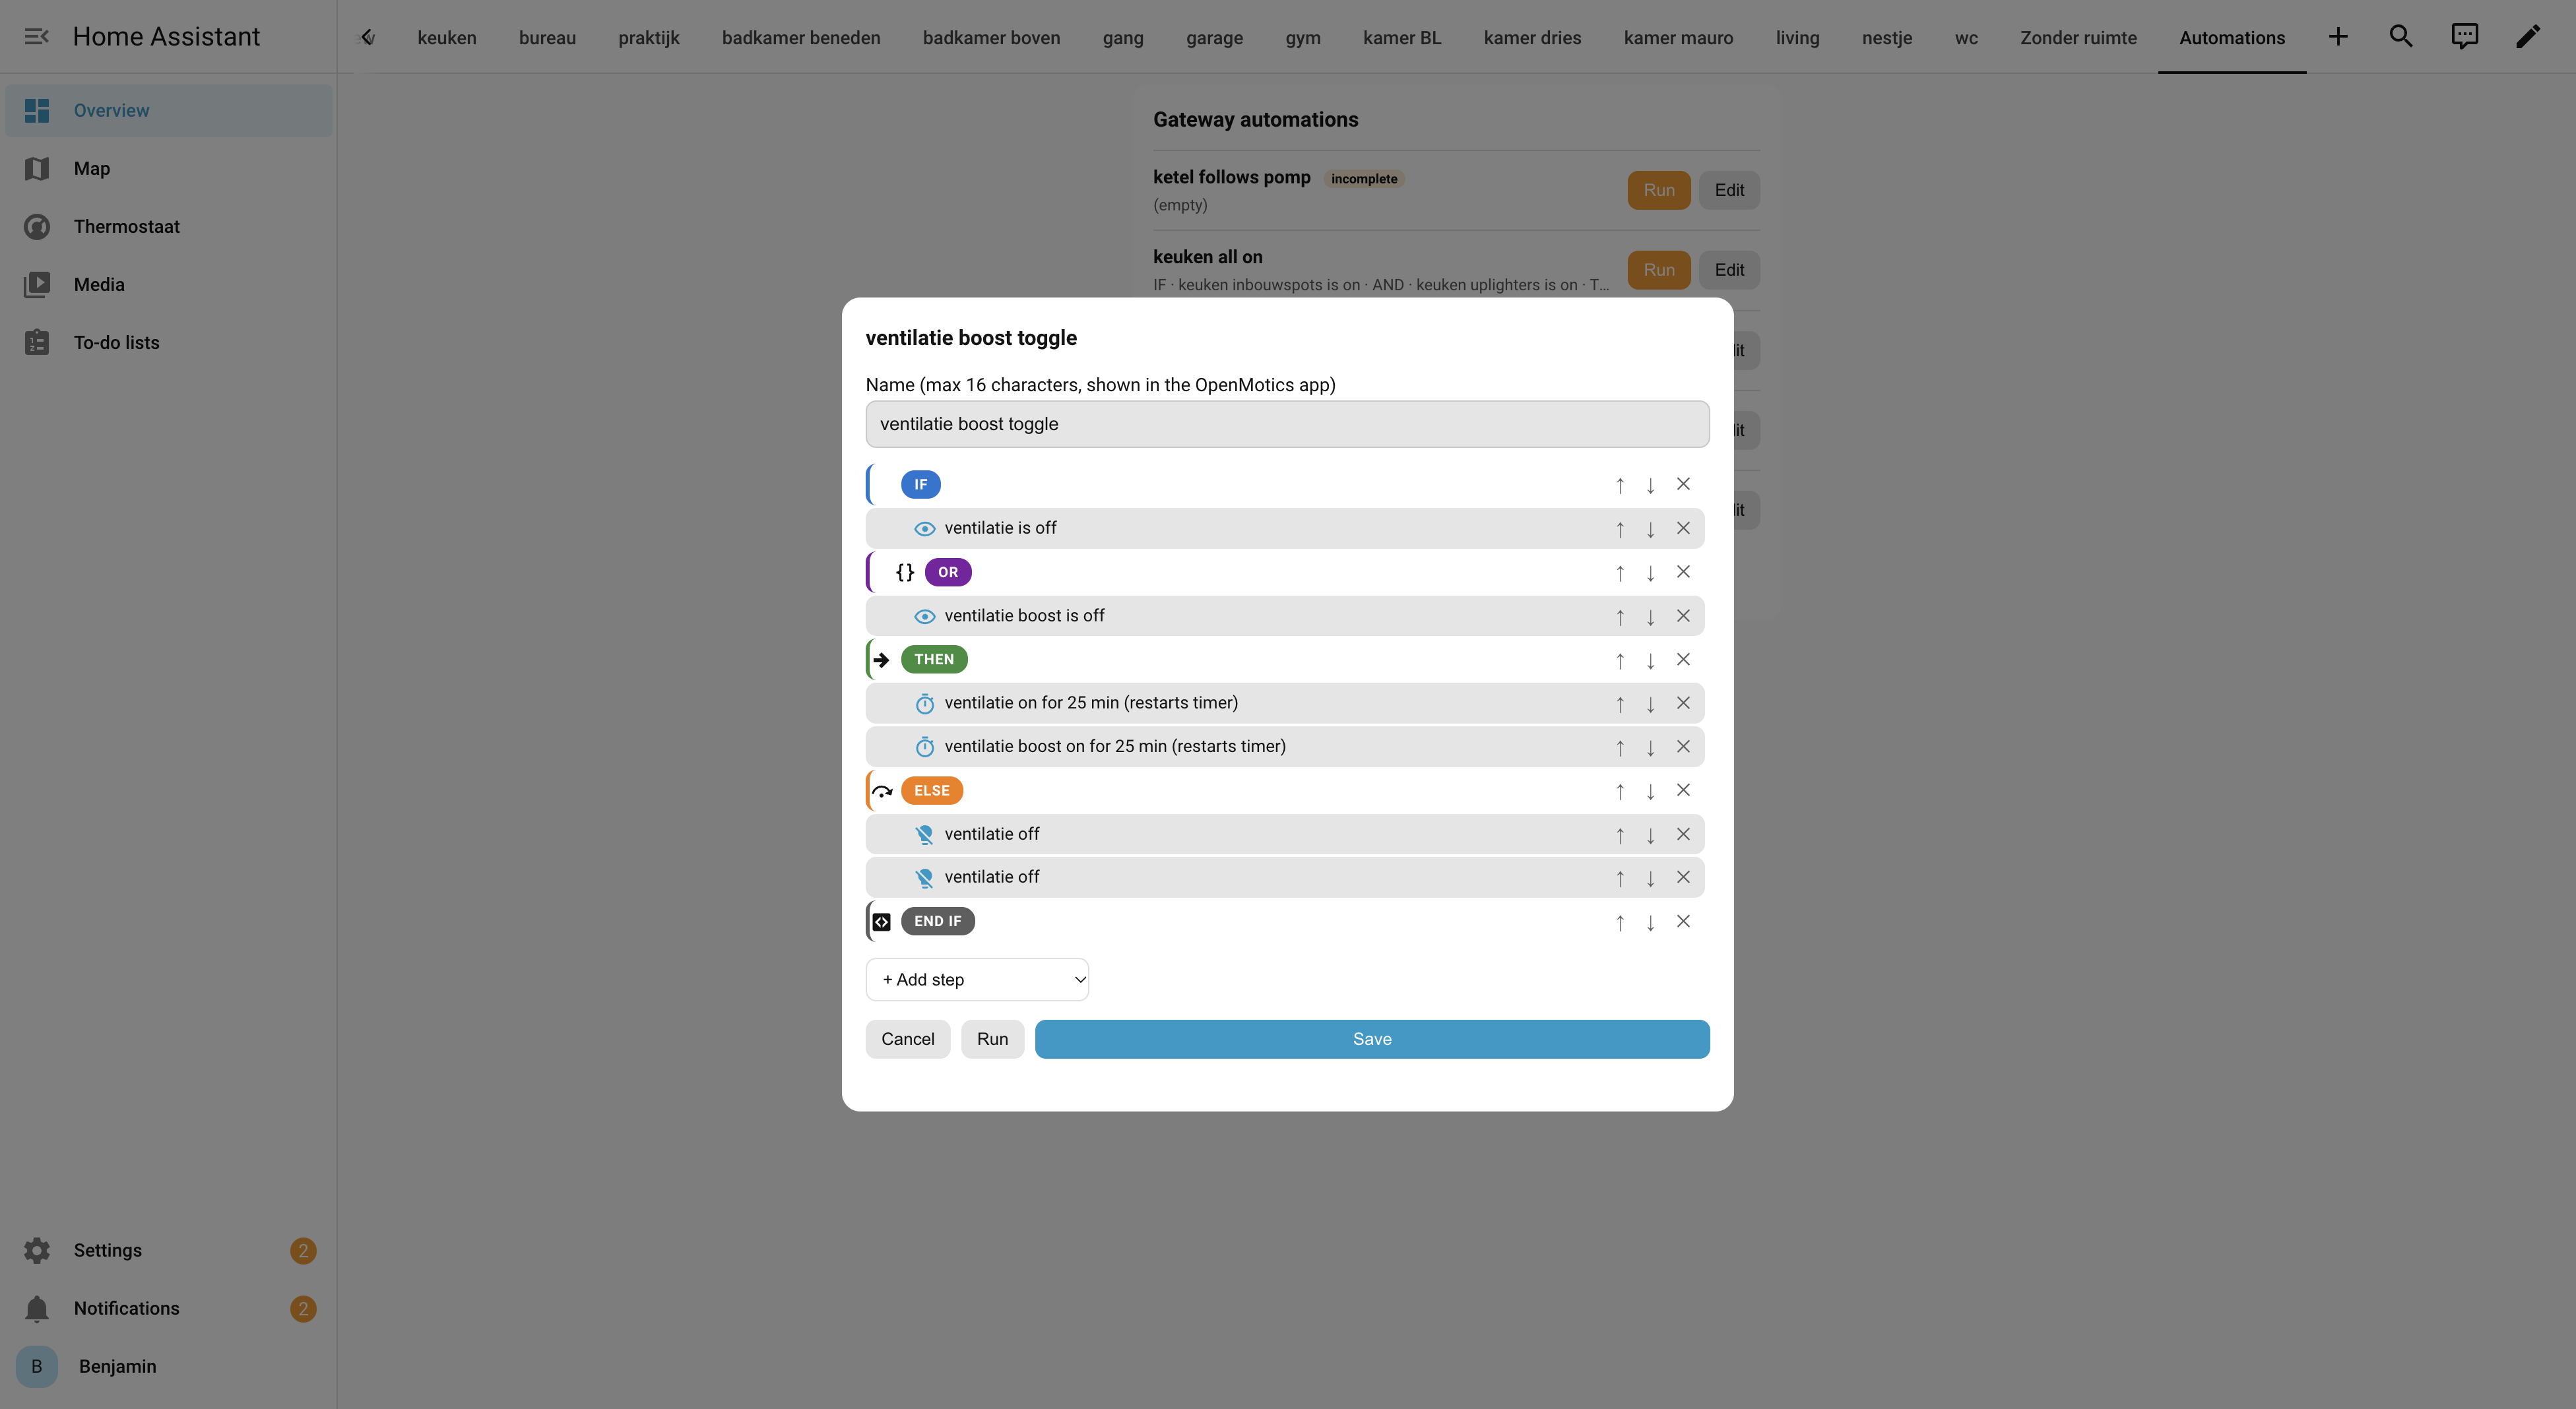 Home Assistant
keuken bureau praktijk badkamer beneden badkamer boven gang garage gym kamer BL kamer dries kamer mauro living nestje wc Zonder ruimte Automations
Overview
Map
Thermostaat
Media
To-do lists
Gateway automations
ketel follows pomp incomplete
(empty)
Run Edit
keuken all on
IF · keuken inbouwspots is on · AND · keuken uplighters is on · T...
Run Edit
ventilatie boost toggle
Name (max 16 characters, shown in the OpenMotics app)
ventilatie boost toggle
IF
ventilatie is off
{} OR
ventilatie boost is off
THEN
ventilatie on for 25 min (restarts timer)
ventilatie boost on for 25 min (restarts timer)
ELSE
ventilatie off
ventilatie off
END IF
+ Add step
Cancel Run Save
Settings 2
Notifications 2
B Benjamin